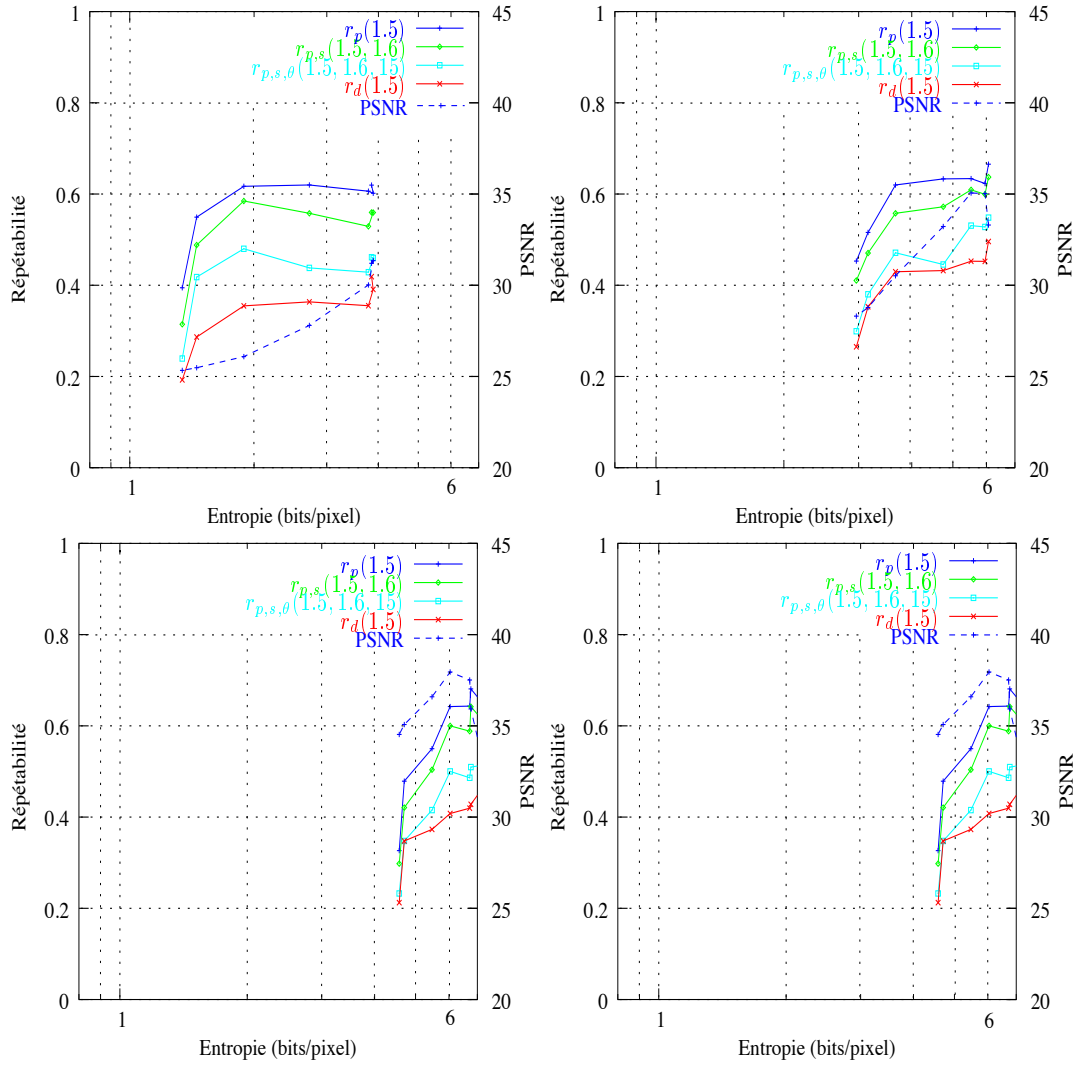 1
0.8
0.6
0.4
0.2
0
45
40
35
30
25
20
1
6
Répétabilité
PSNR
Entropie (bits/pixel)
r_p(1.5)
r_{p,s}(1.5, 1.6)
r_{p,s,θ}(1.5, 1.6, 15)
r_d(1.5)
PSNR
1
0.8
0.6
0.4
0.2
0
45
40
35
30
25
20
1
6
Répétabilité
PSNR
Entropie (bits/pixel)
r_p(1.5)
r_{p,s}(1.5, 1.6)
r_{p,s,θ}(1.5, 1.6, 15)
r_d(1.5)
PSNR
1
0.8
0.6
0.4
0.2
0
45
40
35
30
25
20
1
6
Répétabilité
PSNR
Entropie (bits/pixel)
r_p(1.5)
r_{p,s}(1.5, 1.6)
r_{p,s,θ}(1.5, 1.6, 15)
r_d(1.5)
PSNR
1
0.8
0.6
0.4
0.2
0
45
40
35
30
25
20
1
6
Répétabilité
PSNR
Entropie (bits/pixel)
r_p(1.5)
r_{p,s}(1.5, 1.6)
r_{p,s,θ}(1.5, 1.6, 15)
r_d(1.5)
PSNR